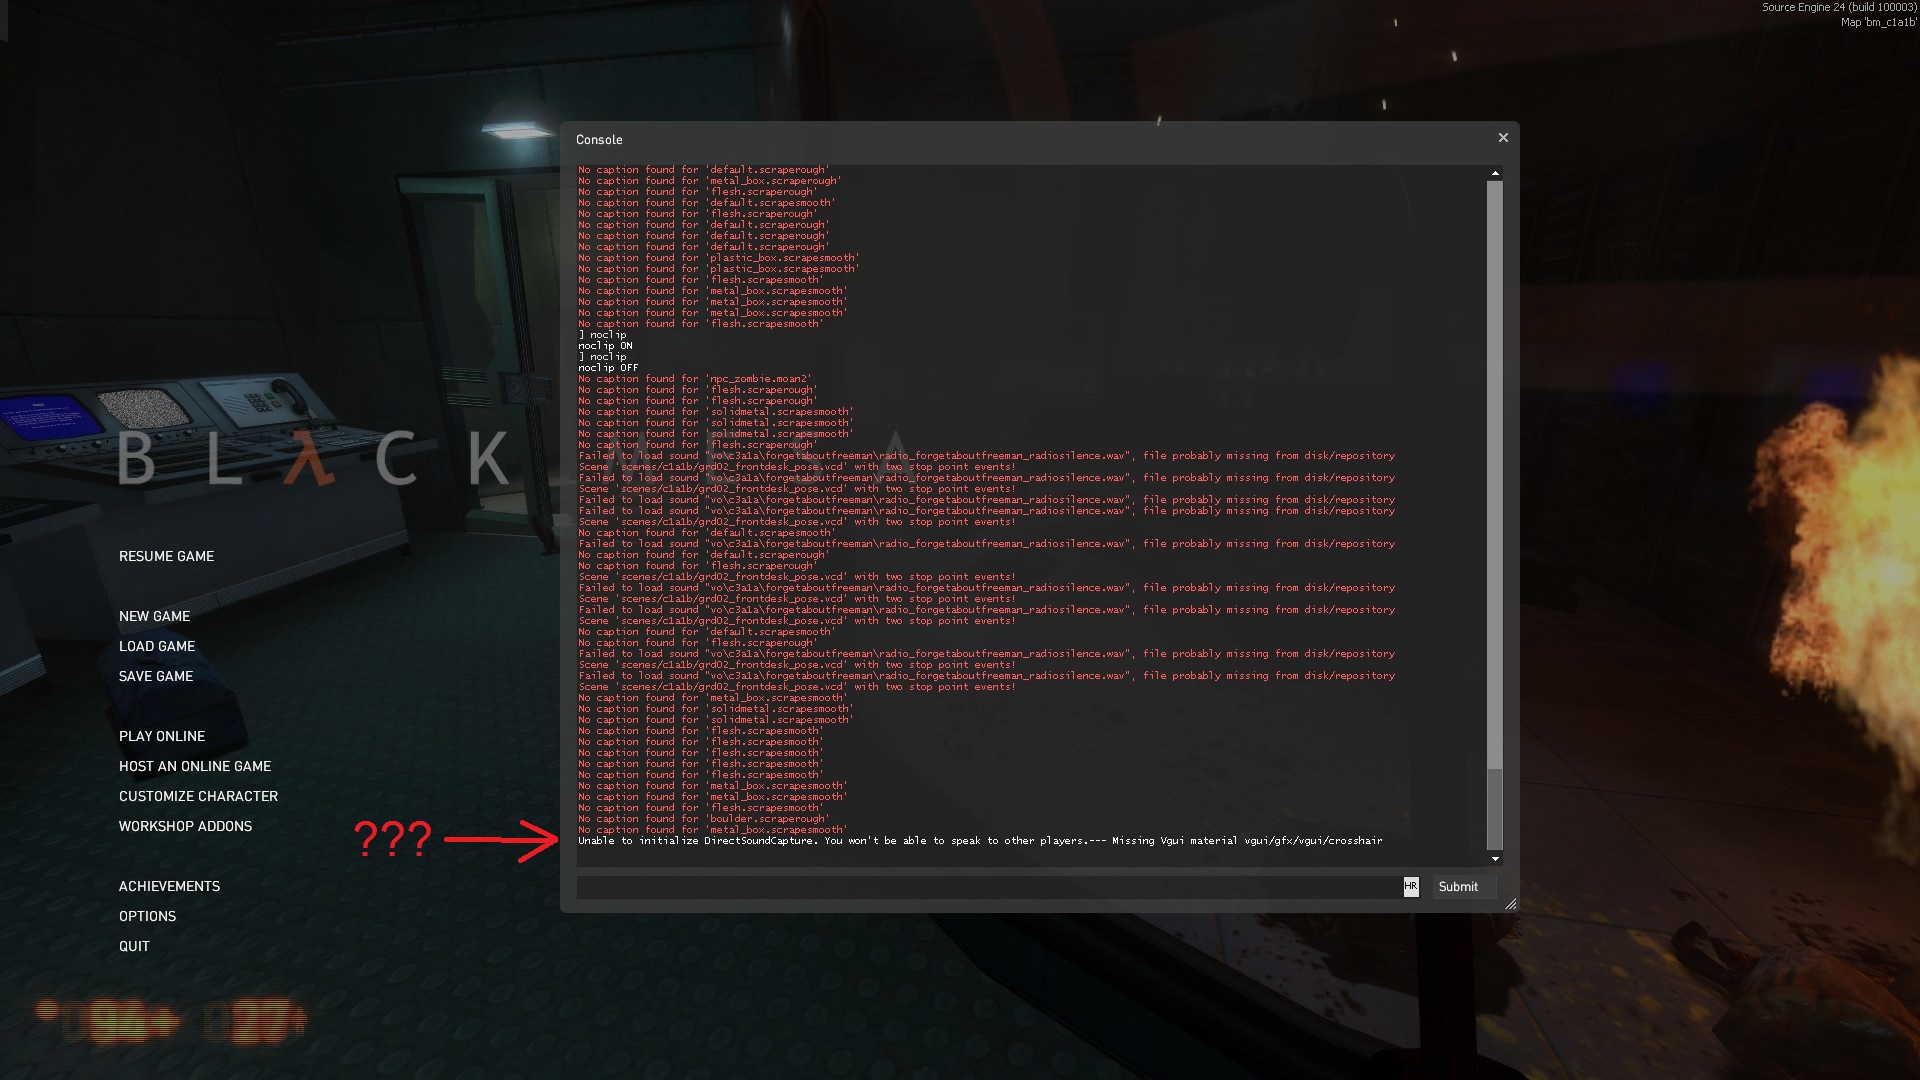 Source Engine 24 (build 100003)
Map 'bm_c1a1b'
Console
No caption found for 'default.scraperough'
No caption found for 'metal_box.scraperough'
No caption found for 'flesh.scraperough'
No caption found for 'default.scrapesmooth'
No caption found for 'flesh.scraperough'
No caption found for 'default.scraperough'
No caption found for 'default.scraperough'
No caption found for 'default.scraperough'
No caption found for 'plastic_box.scrapesmooth'
No caption found for 'plastic_box.scrapesmooth'
No caption found for 'flesh.scrapesmooth'
No caption found for 'metal_box.scrapesmooth'
No caption found for 'metal_box.scrapesmooth'
No caption found for 'metal_box.scrapesmooth'
No caption found for 'flesh.scrapesmooth'
] noclip
noclip ON
] noclip
noclip OFF
No caption found for 'npc_zombie.moan2'
No caption found for 'flesh.scraperough'
No caption found for 'flesh.scraperough'
No caption found for 'solidmetal.scrapesmooth'
No caption found for 'solidmetal.scrapesmooth'
No caption found for 'solidmetal.scrapesmooth'
No caption found for 'flesh.scraperough'
Failed to load sound "vo\c3a1a\forgetaboutfreeman\radio_forgetaboutfreeman_radiosilence.wav", file probably missing from disk/repository
Scene 'scenes/c1a1b/grd02_frontdesk_pose.vcd' with two stop point events!
Failed to load sound "vo\c3a1a\forgetaboutfreeman\radio_forgetaboutfreeman_radiosilence.wav", file probably missing from disk/repository
Scene 'scenes/c1a1b/grd02_frontdesk_pose.vcd' with two stop point events!
Failed to load sound "vo\c3a1a\forgetaboutfreeman\radio_forgetaboutfreeman_radiosilence.wav", file probably missing from disk/repository
Failed to load sound "vo\c3a1a\forgetaboutfreeman\radio_forgetaboutfreeman_radiosilence.wav", file probably missing from disk/repository
Scene 'scenes/c1a1b/grd02_frontdesk_pose.vcd' with two stop point events!
No caption found for 'default.scrapesmooth'
Failed to load sound "vo\c3a1a\forgetaboutfreeman\radio_forgetaboutfreeman_radiosilence.wav", file probably missing from disk/repository
No caption found for 'default.scraperough'
No caption found for 'flesh.scraperough'
Scene 'scenes/c1a1b/grd02_frontdesk_pose.vcd' with two stop point events!
Failed to load sound "vo\c3a1a\forgetaboutfreeman\radio_forgetaboutfreeman_radiosilence.wav", file probably missing from disk/repository
Scene 'scenes/c1a1b/grd02_frontdesk_pose.vcd' with two stop point events!
Failed to load sound "vo\c3a1a\forgetaboutfreeman\radio_forgetaboutfreeman_radiosilence.wav", file probably missing from disk/repository
Scene 'scenes/c1a1b/grd02_frontdesk_pose.vcd' with two stop point events!
No caption found for 'default.scrapesmooth'
No caption found for 'flesh.scraperough'
Failed to load sound "vo\c3a1a\forgetaboutfreeman\radio_forgetaboutfreeman_radiosilence.wav", file probably missing from disk/repository
Scene 'scenes/c1a1b/grd02_frontdesk_pose.vcd' with two stop point events!
Failed to load sound "vo\c3a1a\forgetaboutfreeman\radio_forgetaboutfreeman_radiosilence.wav", file probably missing from disk/repository
Scene 'scenes/c1a1b/grd02_frontdesk_pose.vcd' with two stop point events!
No caption found for 'metal_box.scrapesmooth'
No caption found for 'solidmetal.scrapesmooth'
No caption found for 'solidmetal.scrapesmooth'
No caption found for 'flesh.scrapesmooth'
No caption found for 'flesh.scrapesmooth'
No caption found for 'flesh.scrapesmooth'
No caption found for 'flesh.scrapesmooth'
No caption found for 'flesh.scrapesmooth'
No caption found for 'metal_box.scrapesmooth'
No caption found for 'metal_box.scrapesmooth'
No caption found for 'flesh.scrapesmooth'
No caption found for 'boulder.scraperough'
No caption found for 'metal_box.scrapesmooth'
Unable to initialize DirectSoundCapture. You won't be able to speak to other players.--- Missing Vgui material vgui/gfx/vgui/crosshair
HR
Submit
BLλCK MESA
RESUME GAME
NEW GAME
LOAD GAME
SAVE GAME
PLAY ONLINE
HOST AN ONLINE GAME
CUSTOMIZE CHARACTER
WORKSHOP ADDONS
???
ACHIEVEMENTS
OPTIONS
QUIT